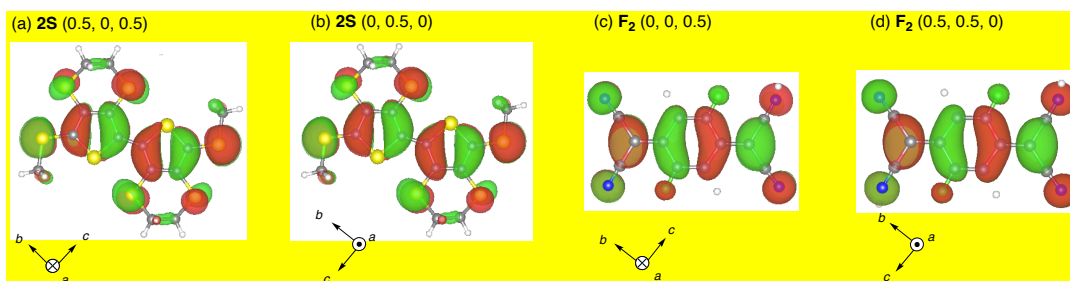 (a) 2S (0.5, 0, 0.5)
(b) 2S (0, 0.5, 0)
(c) F₂ (0, 0, 0.5)
(d) F₂ (0.5, 0.5, 0)
b
c
a
b
a
c
b
c
a
b
a
c